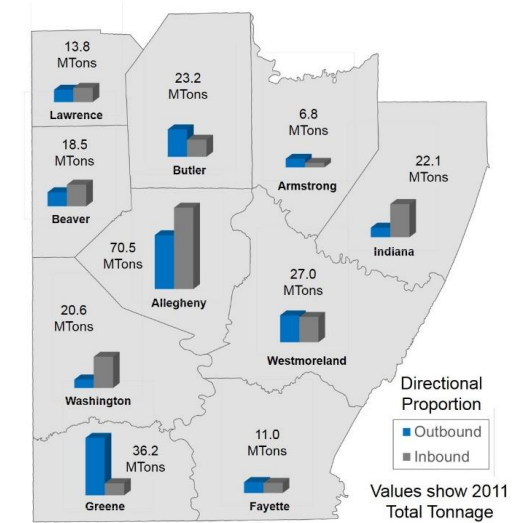 13.8
MTons
Lawrence
23.2
MTons
Butler
6.8
MTons
Armstrong
18.5
MTons
Beaver
22.1
MTons
Indiana
70.5
MTons
Allegheny
27.0
MTons
Westmoreland
20.6
MTons
Washington
36.2
MTons
Greene
11.0
MTons
Fayette
Directional
Proportion
Outbound
Inbound
Values show 2011
Total Tonnage